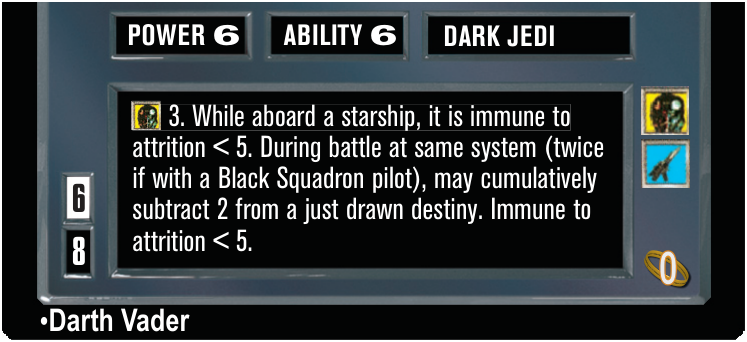 POWER 6 ABILITY 6 DARK JEDI
3. While aboard a starship, it is immune to
attrition < 5. During battle at same system (twice
if with a Black Squadron pilot), may cumulatively
subtract 2 from a just drawn destiny. Immune to
attrition < 5.
6
8
0
•Darth Vader